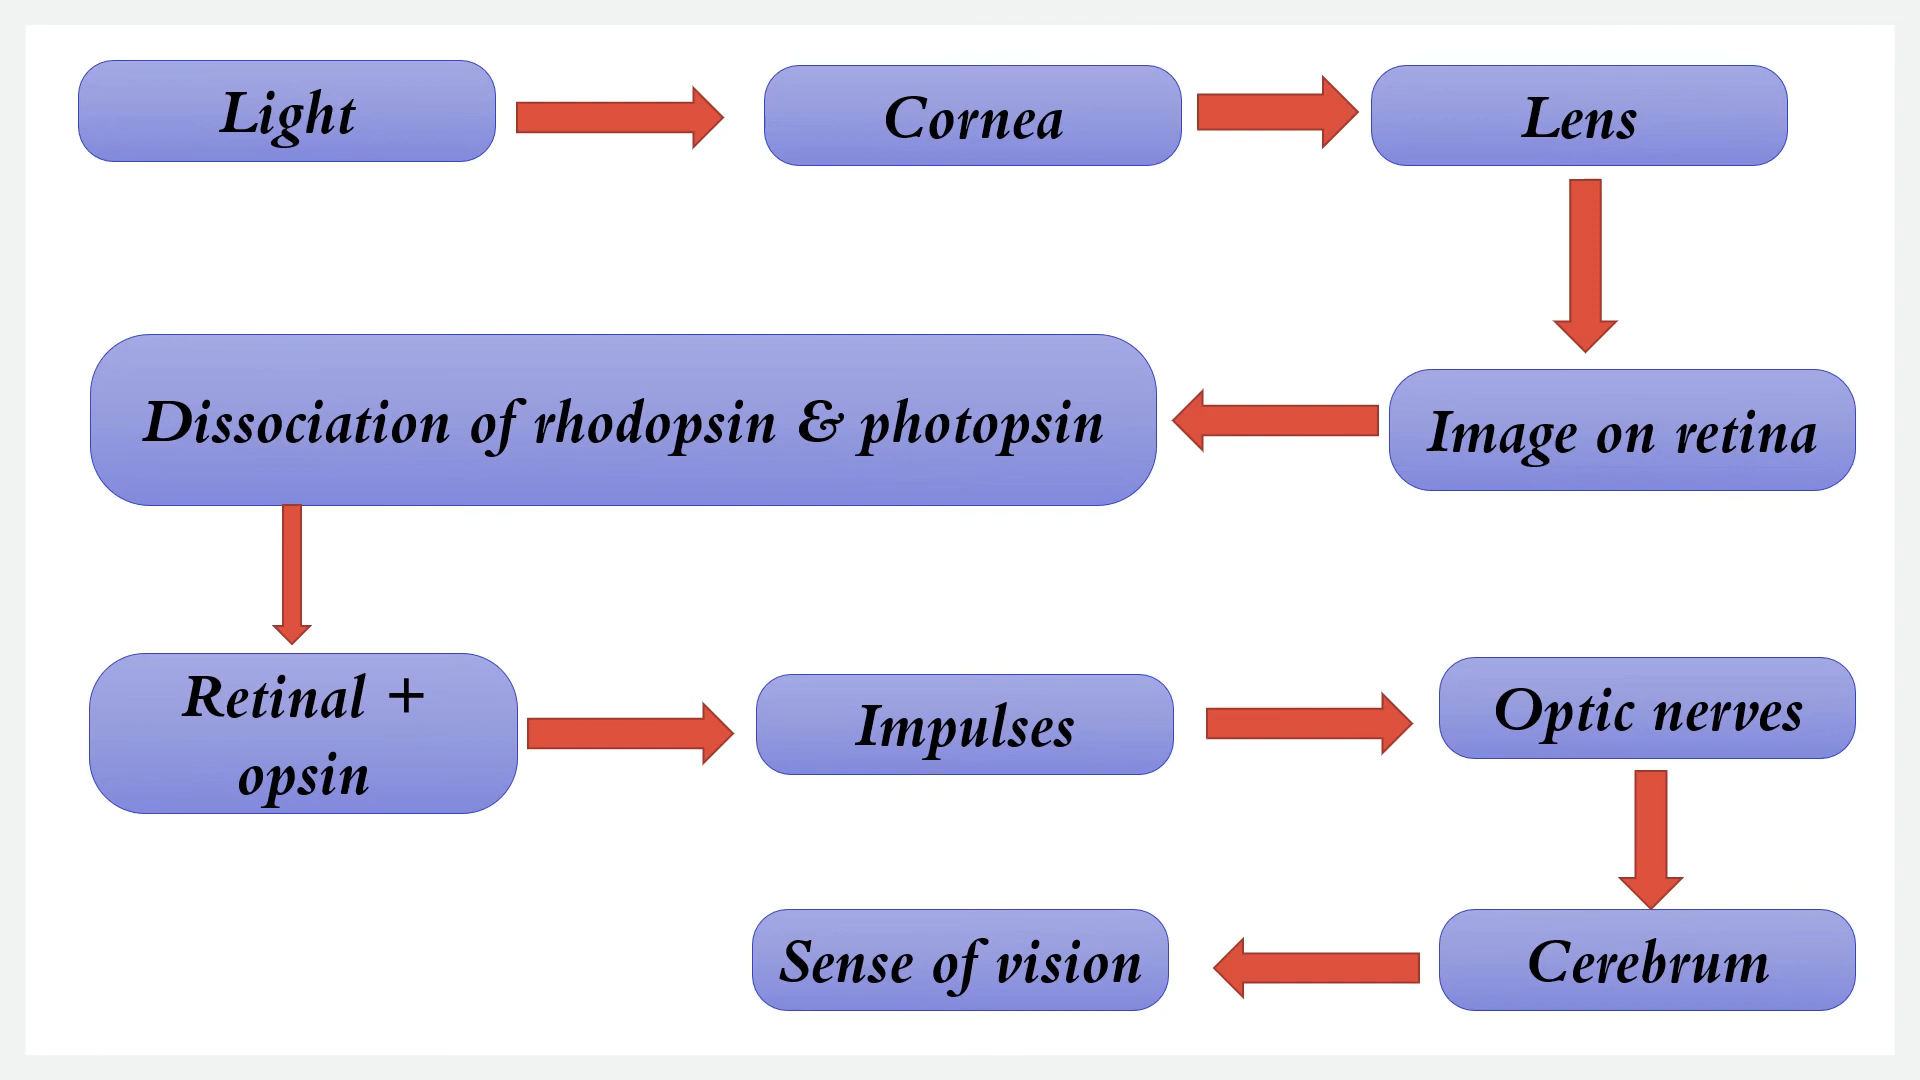 Light
Cornea
Lens
Image on retina
Dissociation of rhodopsin & photopsin
Retinal +
opsin
Impulses
Optic nerves
Cerebrum
Sense of vision